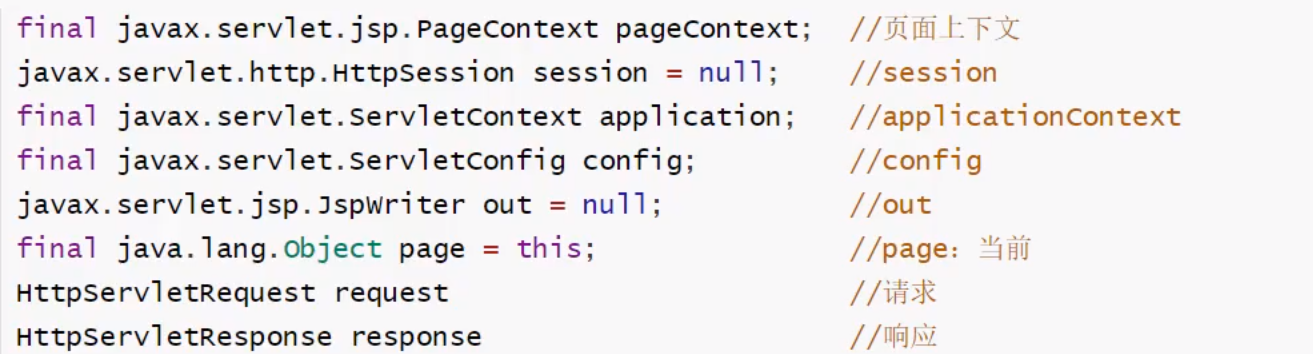 final javax.servlet.jsp.PageContext pageContext;  //页面上下文
javax.servlet.http.HttpSession session = null;    //session
final javax.servlet.ServletContext application;   //applicationContext
final javax.servlet.ServletConfig config;         //config
javax.servlet.jsp.JspWriter out = null;           //out
final java.lang.Object page = this;               //page：当前
HttpServletRequest request                        //请求
HttpServletResponse response                      //响应